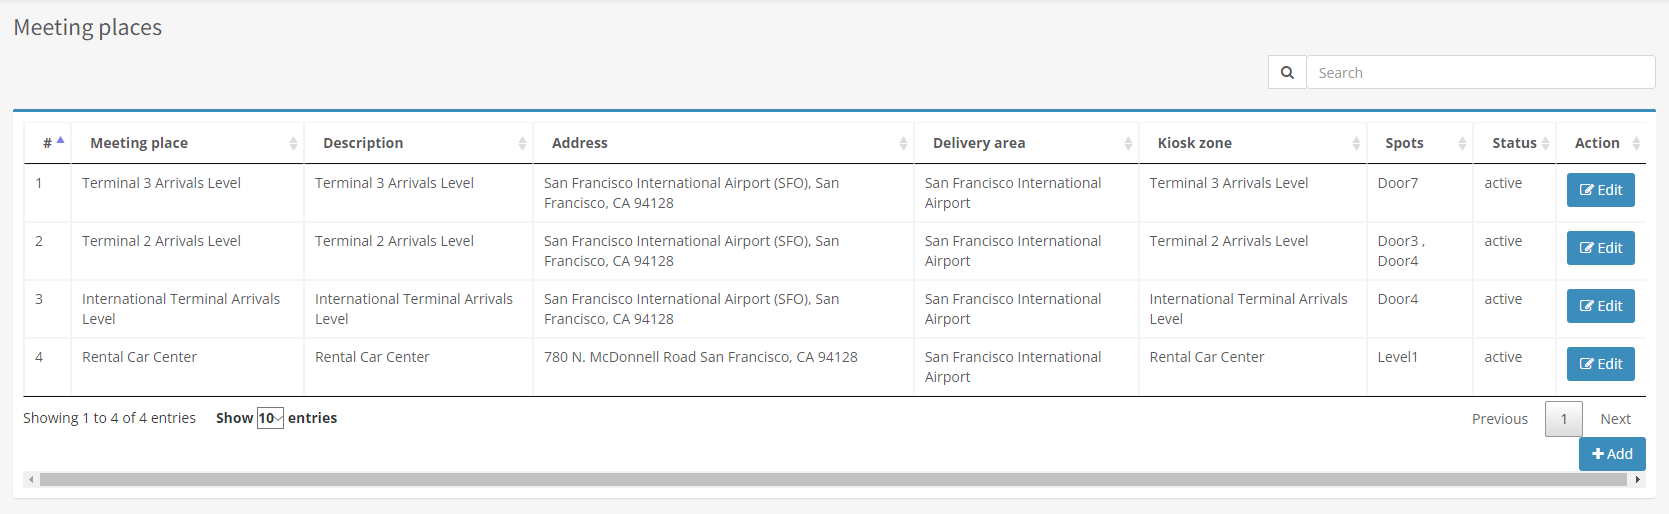 Meeting places
Search
# Meeting place Description Address Delivery area Kiosk zone Spots Status Action
1 Terminal 3 Arrivals Level Terminal 3 Arrivals Level San Francisco International Airport (SFO), San San Francisco International Terminal 3 Arrivals Level Door7 active Edit
Francisco, CA 94128 Airport
2 Terminal 2 Arrivals Level Terminal 2 Arrivals Level San Francisco International Airport (SFO), San San Francisco International Terminal 2 Arrivals Level Door3 , active Edit
Francisco, CA 94128 Airport Door4
3 International Terminal Arrivals International Terminal Arrivals San Francisco International Airport (SFO), San San Francisco International International Terminal Arrivals Door4 active Edit
Level Level Francisco, CA 94128 Airport Level
4 Rental Car Center Rental Car Center 780 N. McDonnell Road San Francisco, CA 94128 San Francisco International Rental Car Center Level1 active Edit
Airport
Showing 1 to 4 of 4 entries Show 10 entries Previous 1 Next
Add